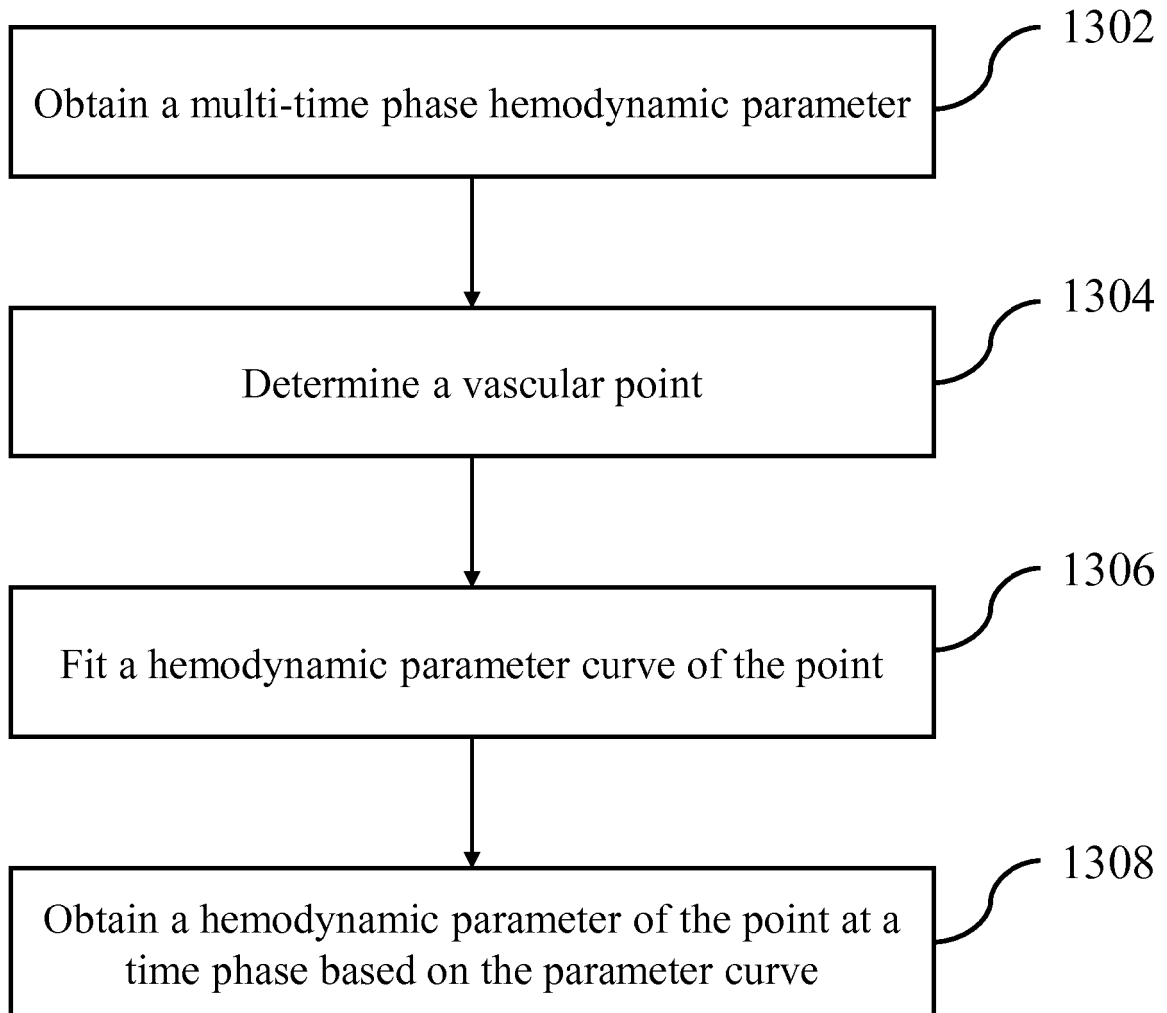 1302
Obtain a multi-time phase hemodynamic parameter
1304
Determine a vascular point
1306
Fit a hemodynamic parameter curve of the point
1308
Obtain a hemodynamic parameter of the point at a
time phase based on the parameter curve